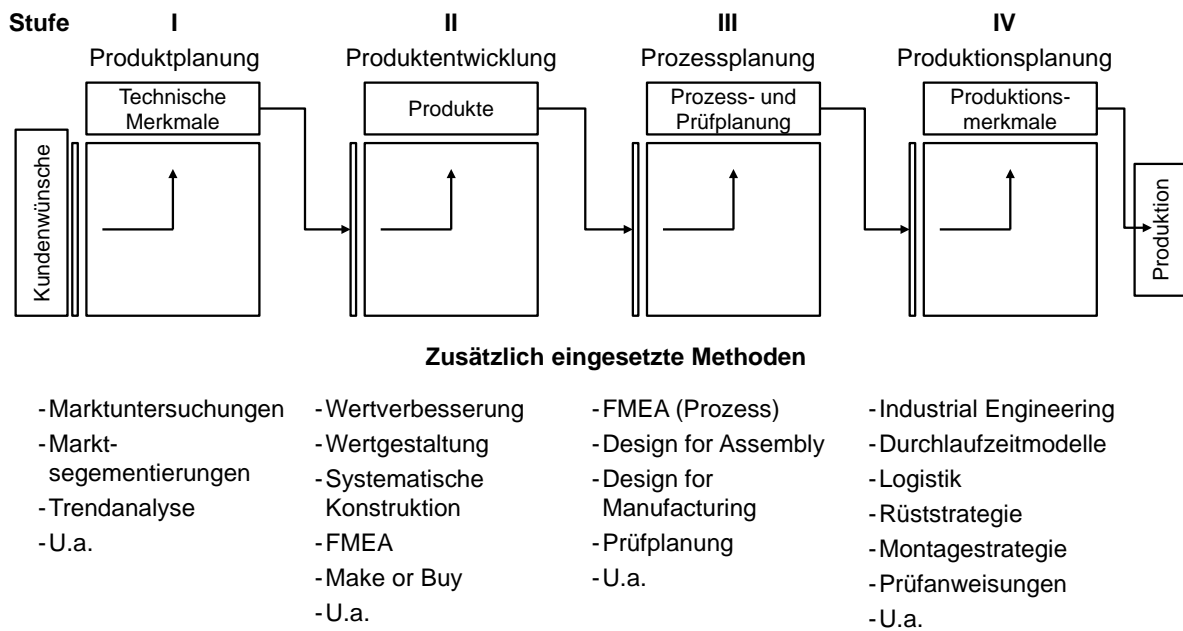 Stufe I II III IV
Produktplanung Produktentwicklung Prozessplanung Produktionsplanung
Technische
Merkmale
Produkte
Prozess- und
Prüfplanung
Produktions-
merkmale
Kundenwünsche
Produktion
Zusätzlich eingesetzte Methoden
-Marktuntersuchungen
-Markt-
segementierungen
-Trendanalyse
-U.a.
-Wertverbesserung
-Wertgestaltung
-Systematische
Konstruktion
-FMEA
-Make or Buy
-U.a.
-FMEA (Prozess)
-Design for Assembly
-Design for
Manufacturing
-Prüfplanung
-U.a.
-Industrial Engineering
-Durchlaufzeitmodelle
-Logistik
-Rüststrategie
-Montagestrategie
-Prüfanweisungen
-U.a.